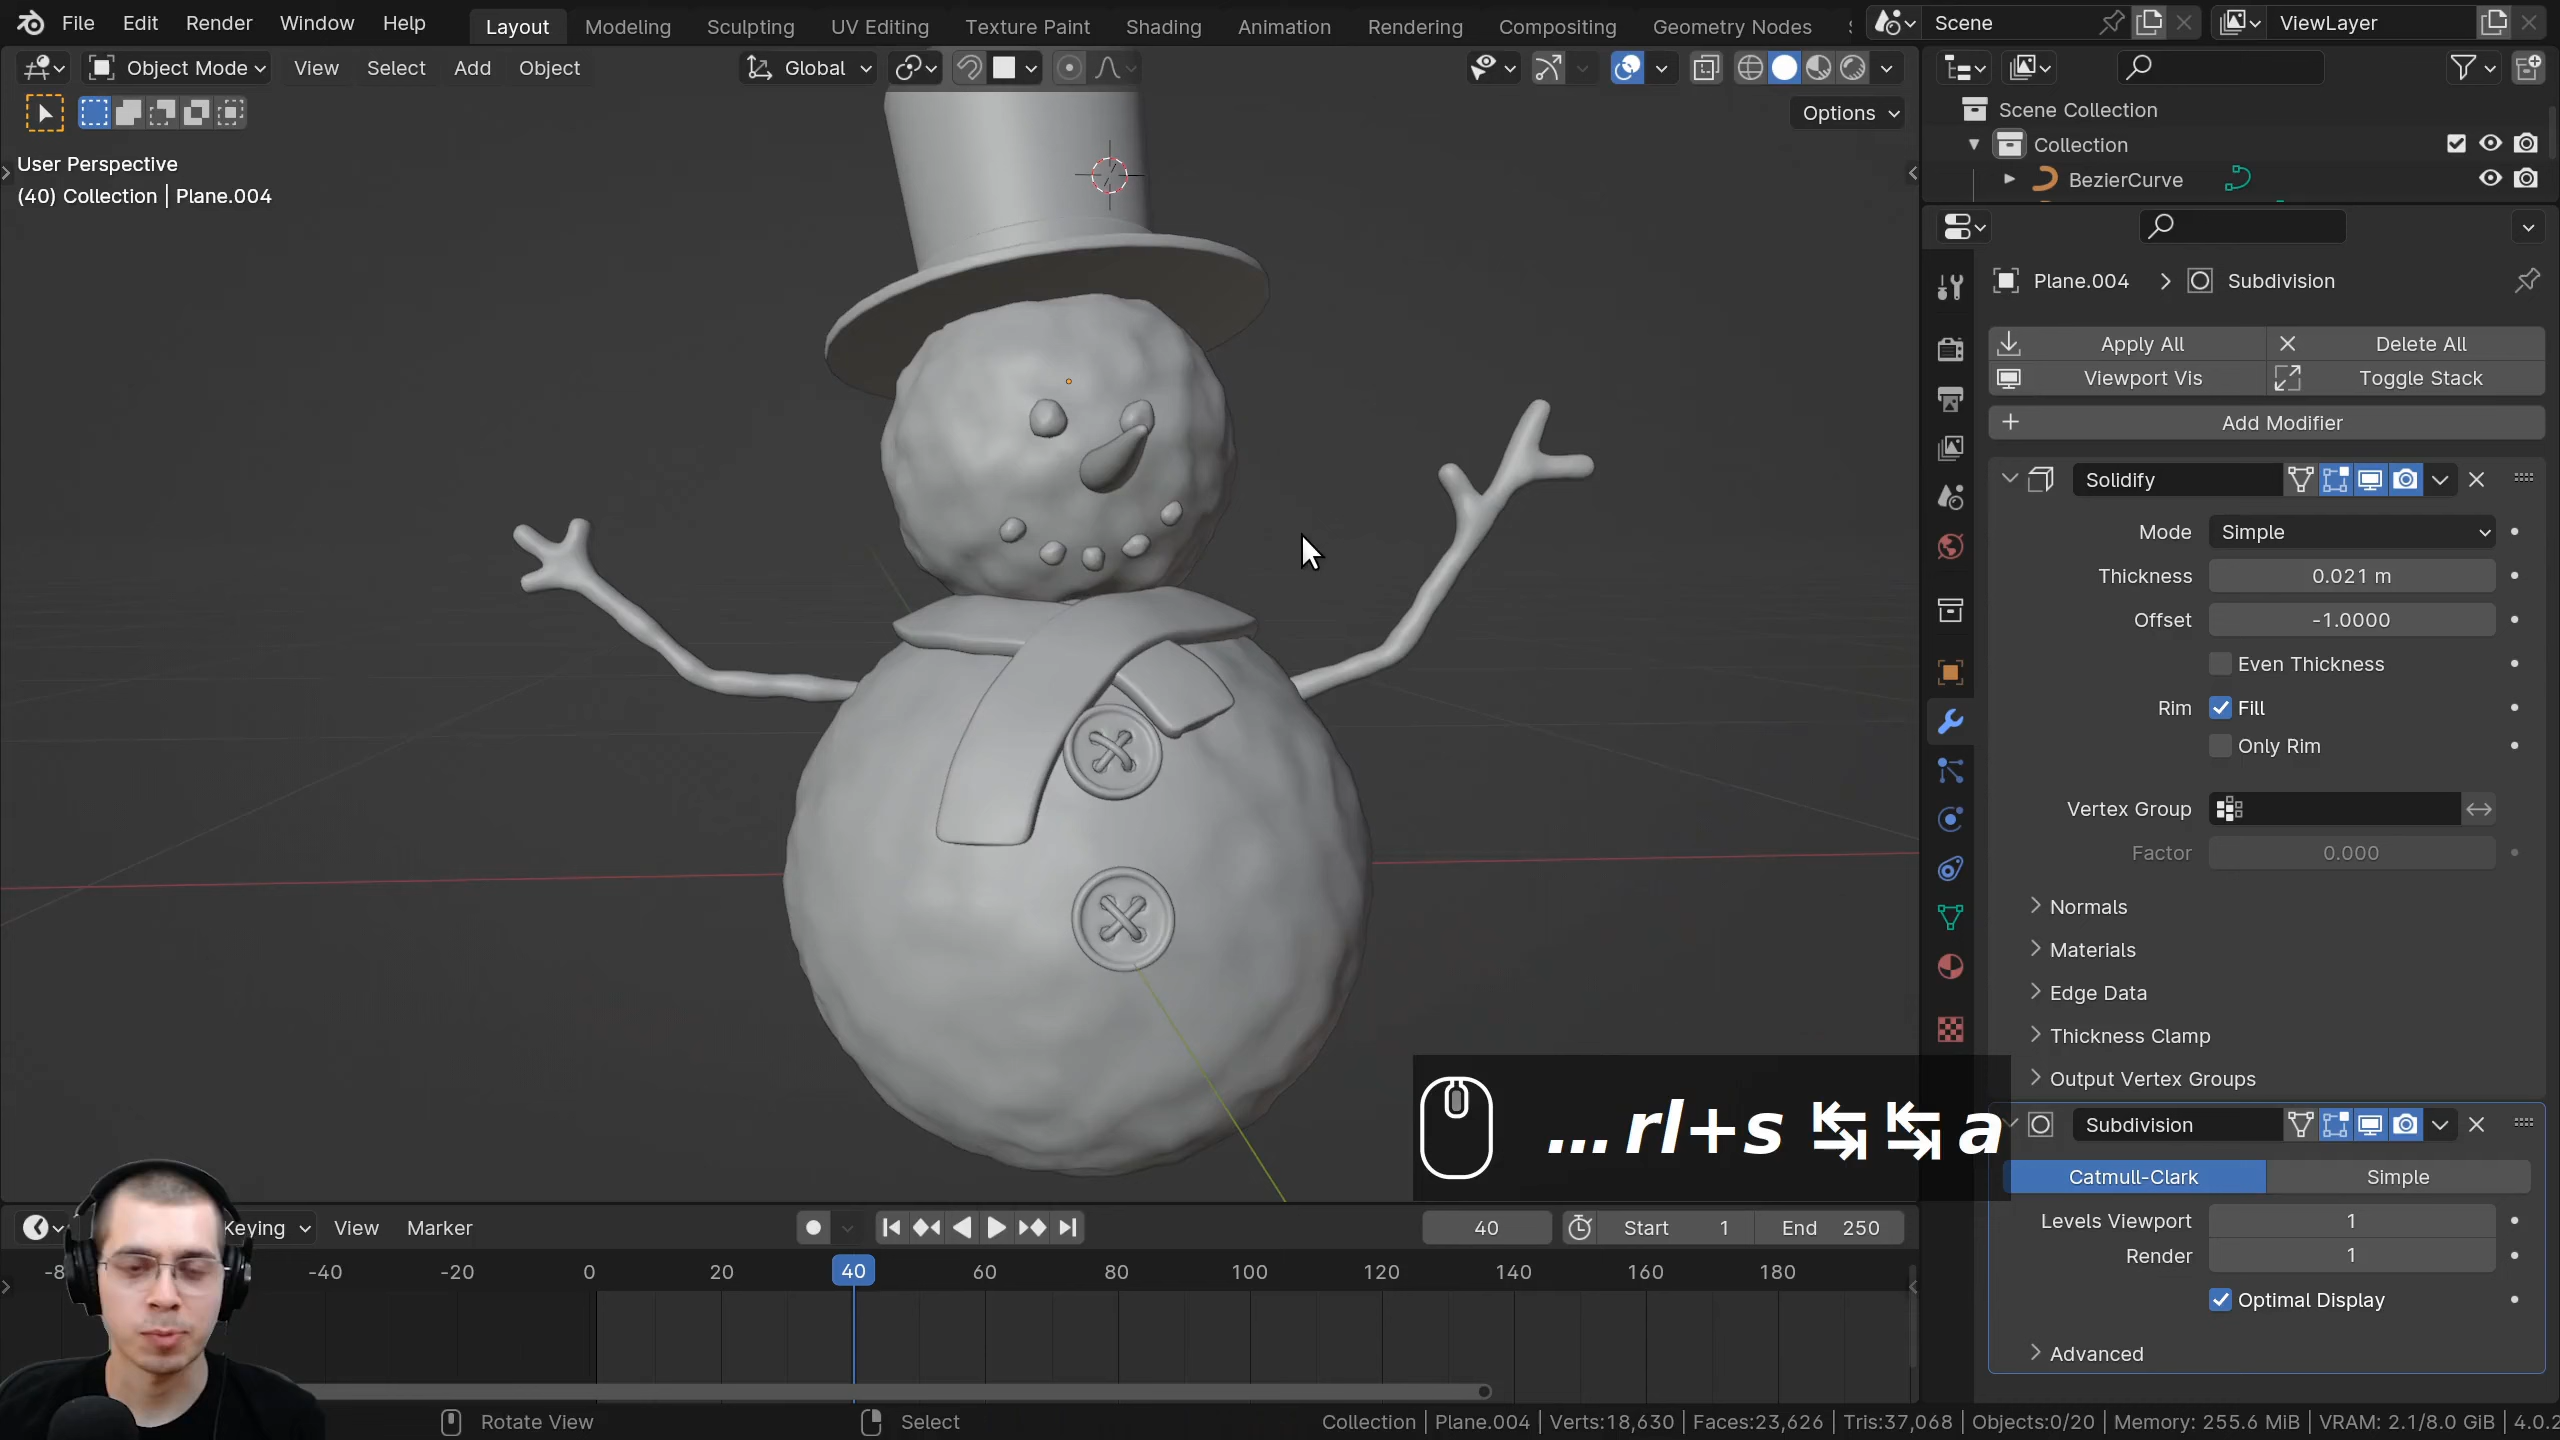 File Edit Render Window Help Layout Modeling Sculpting UV Editing Texture Paint Shading Animation Rendering Compositing Geometry Nodes Scene ViewLayer
Object Mode View Select Add Object Global
Options
User Perspective
(40) Collection | Plane.004
Scene Collection
Collection
BezierCurve
Plane.004 > Subdivision
Apply All Delete All
Viewport Vis Toggle Stack
Add Modifier
Solidify
Mode Simple
Thickness 0.021 m
Offset -1.0000
Even Thickness
Rim Fill
Only Rim
Vertex Group
Factor 0.000
Normals
Materials
Edge Data
Thickness Clamp
Output Vertex Groups
...rl+s ↹ ↹ a
Subdivision
Catmull-Clark Simple
Levels Viewport 1
Render 1
Optimal Display
Advanced
Keying View Marker 40 Start 1 End 250
-8 -40 -20 0 20 40 60 80 100 120 140 160 180
Rotate View Select Collection | Plane.004 | Verts:18,630 | Faces:23,626 | Tris:37,068 | Objects:0/20 | Memory: 255.6 MiB | VRAM: 2.1/8.0 GiB | 4.0.2